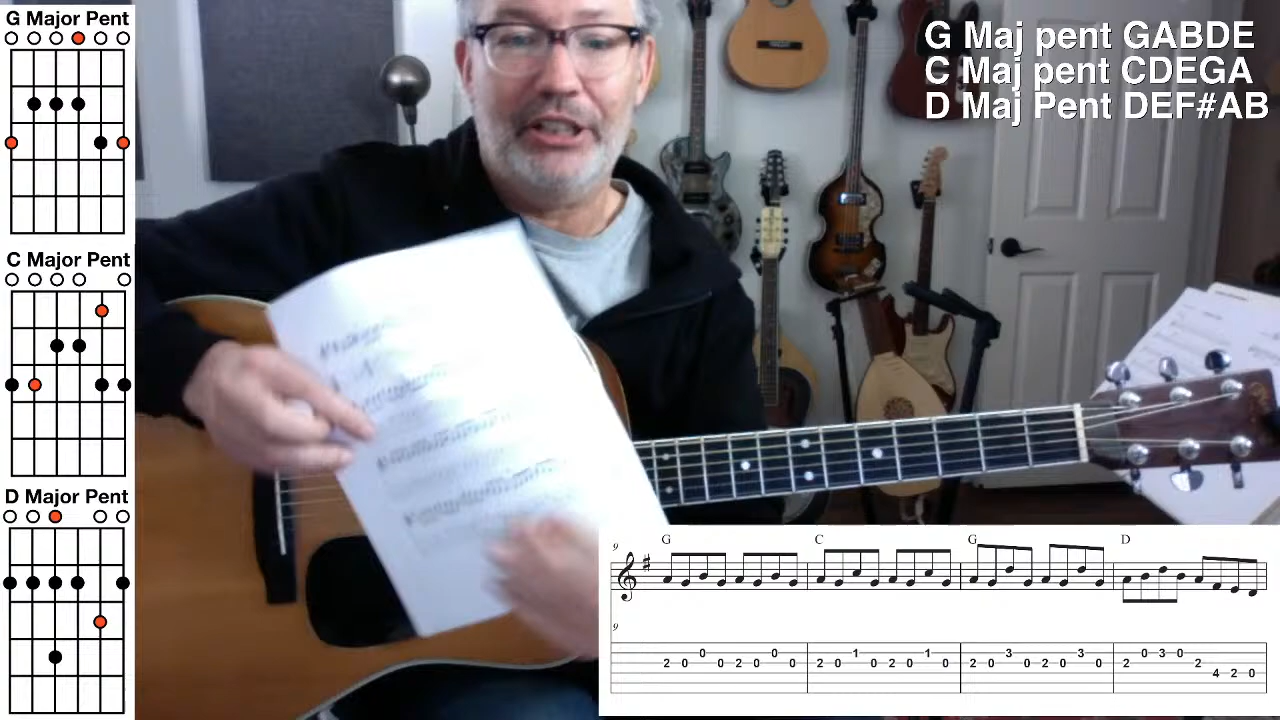 G Major Pent
C Major Pent
D Major Pent
G Maj pent GABDE
C Maj pent CDEGA
D Maj Pent DEF#AB
9
G
C
G
D
9
0 0 1 1 3 3 0 3 0
2 0 0 2 0 0 2 0 0 2 0 0 2 0 0 2 0 0 2 2
4 2 0